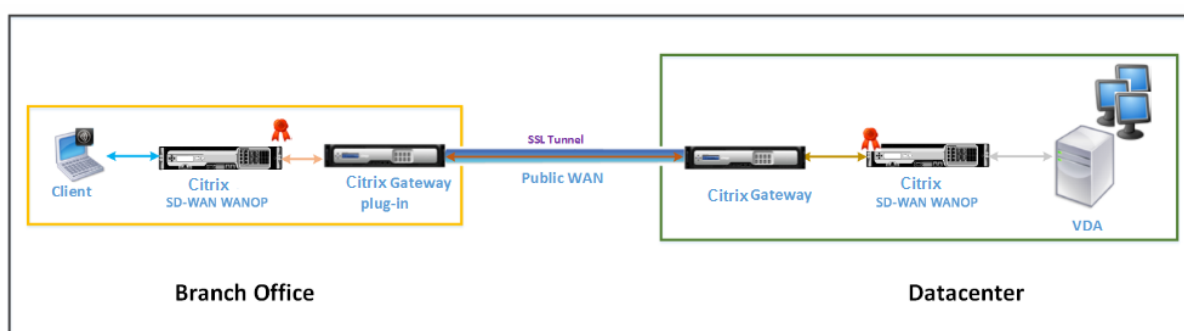 SSL Tunnel
Client
Citrix
SD-WAN WANOP
Citrix Gateway
plug-in
Public WAN
Citrix Gateway
Citrix
SD-WAN WANOP
VDA
Branch Office
Datacenter